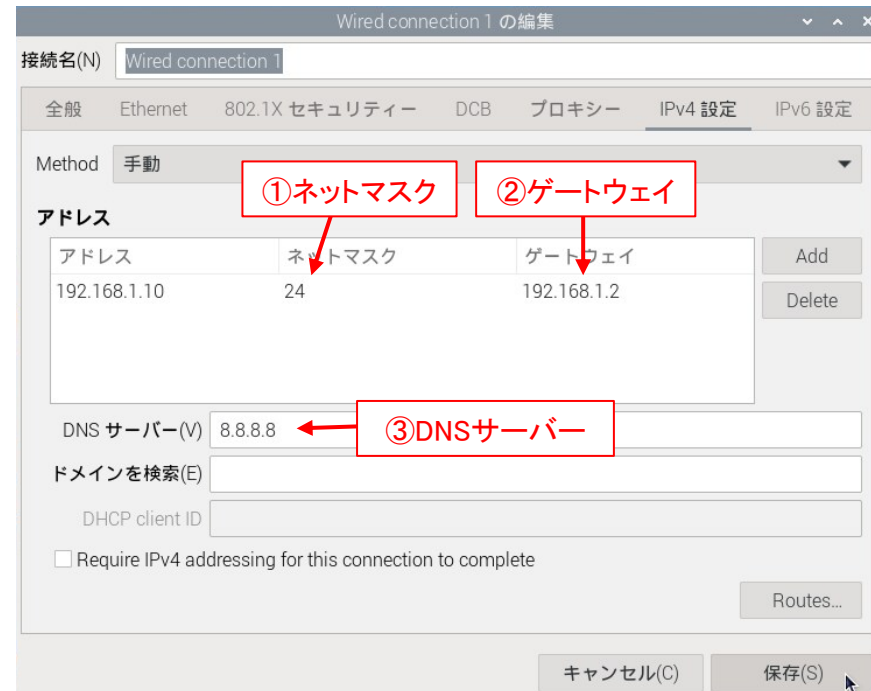 Wired connection 1 の編集
接続名(N) Wired connection 1
全般 Ethernet 802.1X セキュリティー DCB プロキシー IPv4 設定 IPv6 設定
Method 手動
①ネットマスク ②ゲートウェイ
アドレス
アドレス ネットマスク ゲートウェイ Add
192.168.1.10 24 192.168.1.2 Delete
DNS サーバー(V) 8.8.8.8 ③DNSサーバー
ドメインを検索(E)
DHCP client ID
Require IPv4 addressing for this connection to complete
Routes...
キャンセル(C) 保存(S)